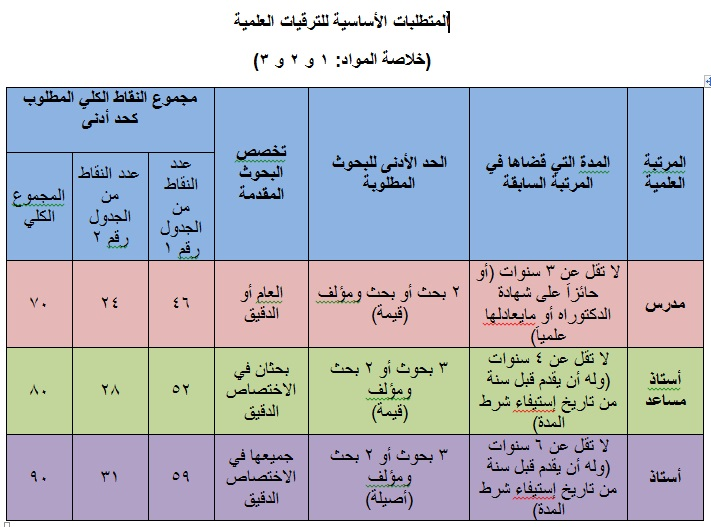 المتطلبات الأساسية للترقيات العلمية
(خلاصة المواد: ١ و ٢ و ٣)
المرتبة
العلمية
المدة التي قضاها في
المرتبة السابقة
الحد الأدنى للبحوث
المطلوبة
تخصص
البحوث
المقدمة
مجموع النقاط الكلي المطلوب
كحد أدنى
عدد
النقاط
من
الجدول
رقم ١
عدد النقاط
من
الجدول
رقم ٢
المجموع
الكلي
مدرس
لا تقل عن ٣ سنوات (أو
حائزاً على شهادة
الدكتوراه أو مايعادلها
علمياً)
٢ بحث أو بحث ومؤلف
(قيمة)
العام أو
الدقيق
٤٦
٢٤
٧٠
أستاذ
مساعد
لا تقل عن ٤ سنوات
(وله أن يقدم قبل سنة
من تاريخ إستيفاء شرط
المدة)
٣ بحوث أو ٢ بحث
ومؤلف
(قيمة)
بحثان في
الاختصاص
الدقيق
٥٢
٢٨
٨٠
أستاذ
لا تقل عن ٦ سنوات
(وله أن يقدم قبل سنة
من تاريخ إستيفاء شرط
المدة)
٣ بحوث أو ٢ بحث
ومؤلف
(أصيلة)
جميعها في
الاختصاص
الدقيق
٥٩
٣١
٩٠